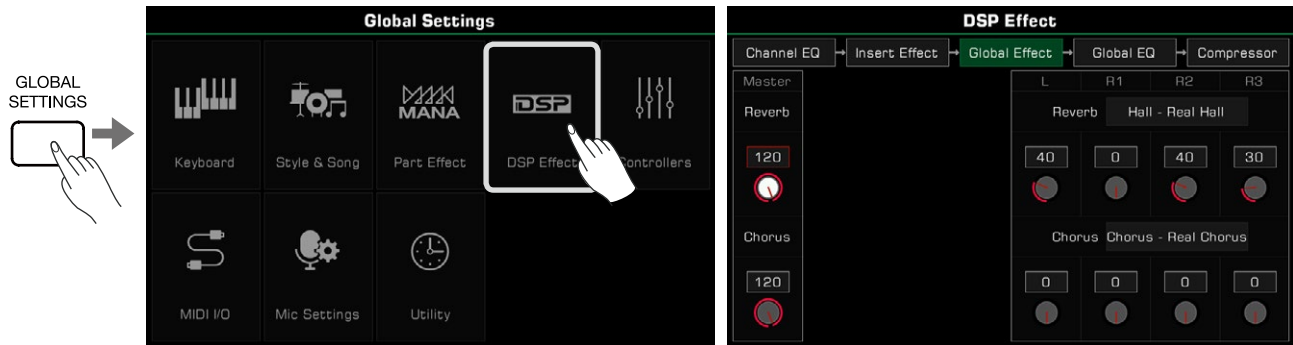 GLOBAL
SETTINGS
Global Settings
Keyboard
Style & Song
MANA
Part Effect
DSP
DSP Effect
Controllers
MIDI I/O
Mic Settings
Utility
DSP Effect
Channel EQ
Insert Effect
Global Effect
Global EQ
Compressor
Master
L R1 R2 R3
Reverb
Reverb Hall - Real Hall
120
40 0 40 30
Chorus
Chorus Chorus - Real Chorus
120
0 0 0 0